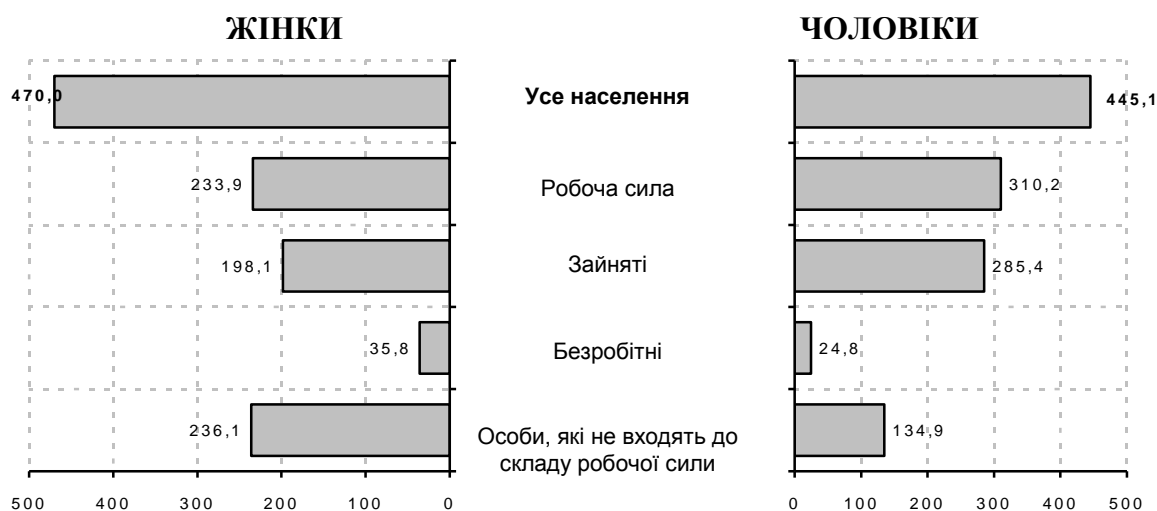 ЖІНКИ ЧОЛОВІКИ
470,0 Усе населення 445,1
233,9 Робоча сила 310,2
198,1 Зайняті 285,4
35,8 Безробітні 24,8
236,1 Особи, які не входять до 134,9
складу робочої сили
500 400 300 200 100 0 0 100 200 300 400 500